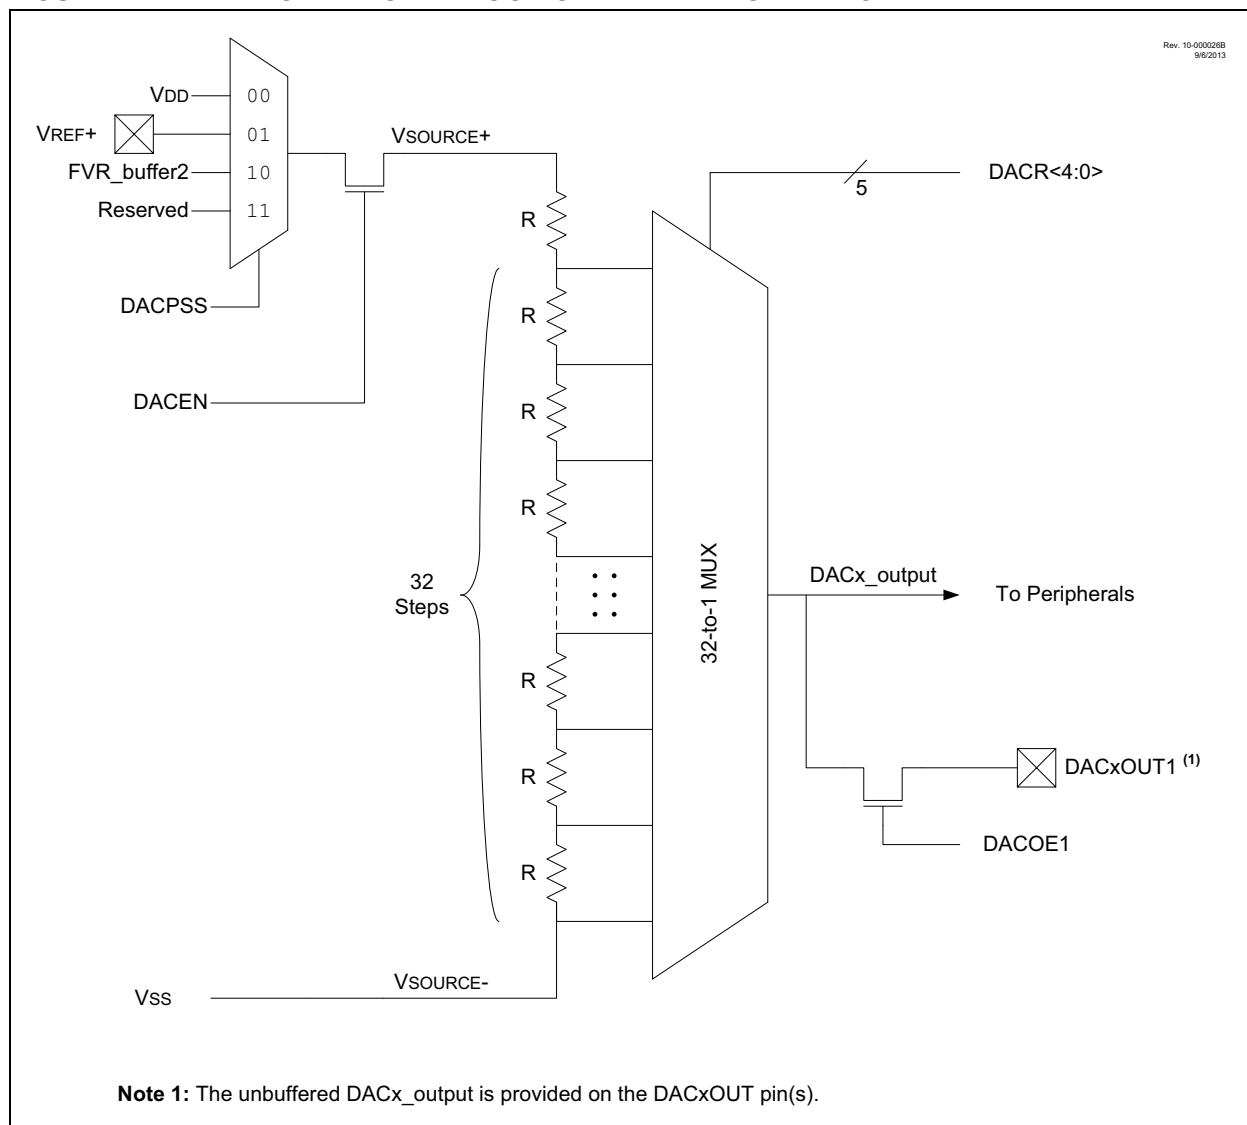 Rev. 10-000026B
9/6/2013
VDD
00
VREF+
01
VSOURCE+
FVR_buffer2
10
DACR<4:0>
5
Reserved
11
R
DACPSS
R
DACEN
R
R
32
Steps
32-to-1 MUX
DACx_output
To Peripherals
R
R
DACxOUT1 (1)
DACOE1
R
VSOURCE-
VSS
Note 1: The unbuffered DACx_output is provided on the DACxOUT pin(s).